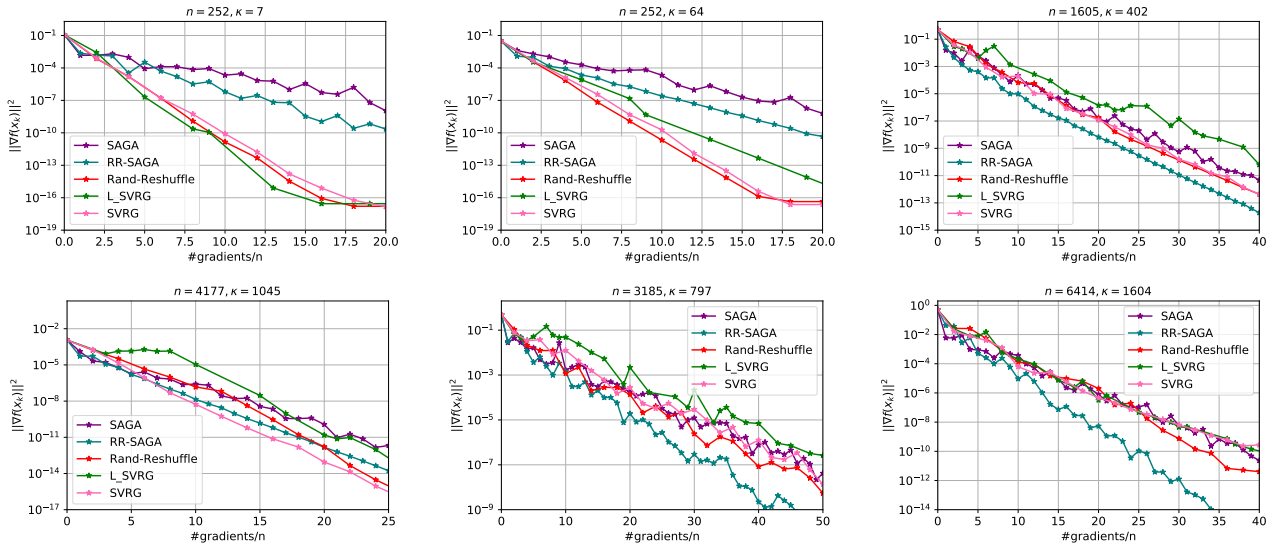 n = 252, κ = 7
10⁻¹
10⁻⁴
10⁻⁷
10⁻¹⁰
10⁻¹³
10⁻¹⁶
10⁻¹⁹
||∇f(x_k)||²
SAGA
RR-SAGA
Rand-Reshuffle
L_SVRG
SVRG
0.0 2.5 5.0 7.5 10.0 12.5 15.0 17.5 20.0
#gradients/n
n = 252, κ = 64
10⁻¹
10⁻⁴
10⁻⁷
10⁻¹⁰
10⁻¹³
10⁻¹⁶
10⁻¹⁹
||∇f(x_k)||²
SAGA
RR-SAGA
Rand-Reshuffle
L_SVRG
SVRG
0.0 2.5 5.0 7.5 10.0 12.5 15.0 17.5 20.0
#gradients/n
n = 1605, κ = 402
10⁻¹
10⁻³
10⁻⁵
10⁻⁷
10⁻⁹
10⁻¹¹
10⁻¹³
10⁻¹⁵
||∇f(x_k)||²
SAGA
RR-SAGA
Rand-Reshuffle
L_SVRG
SVRG
0 5 10 15 20 25 30 35 40
#gradients/n
n = 4177, κ = 1045
10⁻²
10⁻⁵
10⁻⁸
10⁻¹¹
10⁻¹⁴
10⁻¹⁷
||∇f(x_k)||²
SAGA
RR-SAGA
Rand-Reshuffle
L_SVRG
SVRG
0 5 10 15 20 25
#gradients/n
n = 3185, κ = 797
10⁻¹
10⁻³
10⁻⁵
10⁻⁷
10⁻⁹
||∇f(x_k)||²
SAGA
RR-SAGA
Rand-Reshuffle
L_SVRG
SVRG
0 10 20 30 40 50
#gradients/n
n = 6414, κ = 1604
10⁰
10⁻²
10⁻⁴
10⁻⁶
10⁻⁸
10⁻¹⁰
10⁻¹²
10⁻¹⁴
||∇f(x_k)||²
SAGA
RR-SAGA
Rand-Reshuffle
L_SVRG
SVRG
0 5 10 15 20 25 30 35 40
#gradients/n